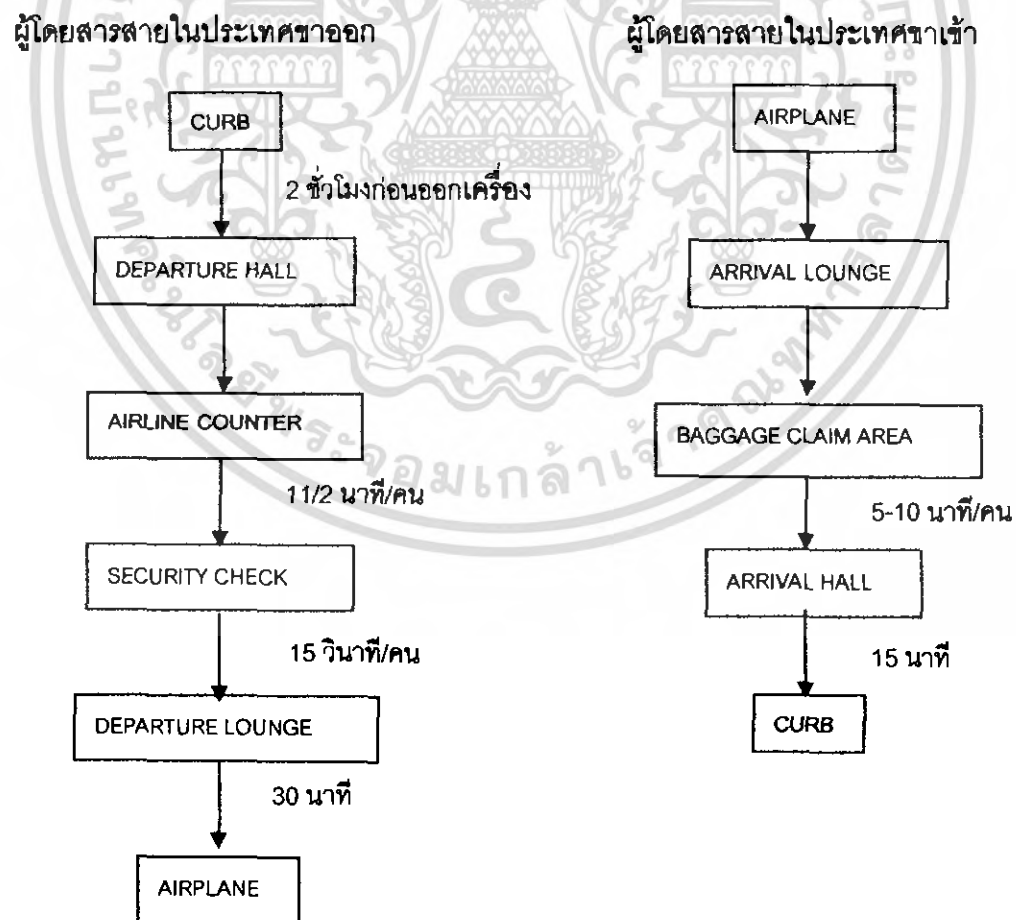 ผู้โดยสารสายในประเทศขาออก
CURB
2 ชั่วโมงก่อนออกเครื่อง
DEPARTURE HALL
AIRLINE COUNTER
11/2 นาที/คน
SECURITY CHECK
15 วินาที/คน
DEPARTURE LOUNGE
30 นาที
AIRPLANE
ผู้โดยสารสายในประเทศขาเข้า
AIRPLANE
ARRIVAL LOUNGE
BAGGAGE CLAIM AREA
5-10 นาที/คน
ARRIVAL HALL
15 นาที
CURB